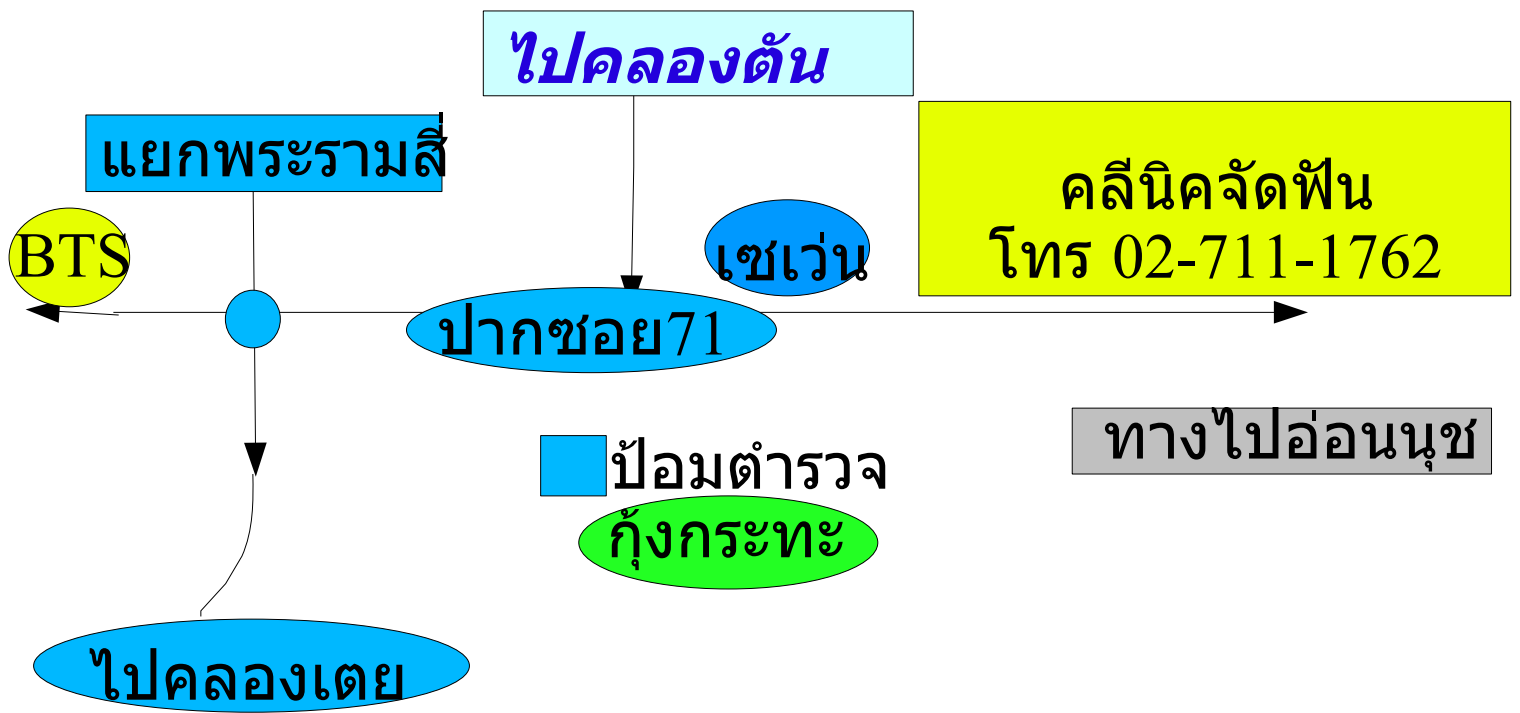 ไปคลองตัน
แยกพระรามสี่
คลีนิคจัดฟัน
โทร 02-711-1762
BTS
เซเว่น
ปากซอย71
ทางไปอ่อนนุช
ป้อมตำรวจ
กุ้งกระทะ
ไปคลองเตย